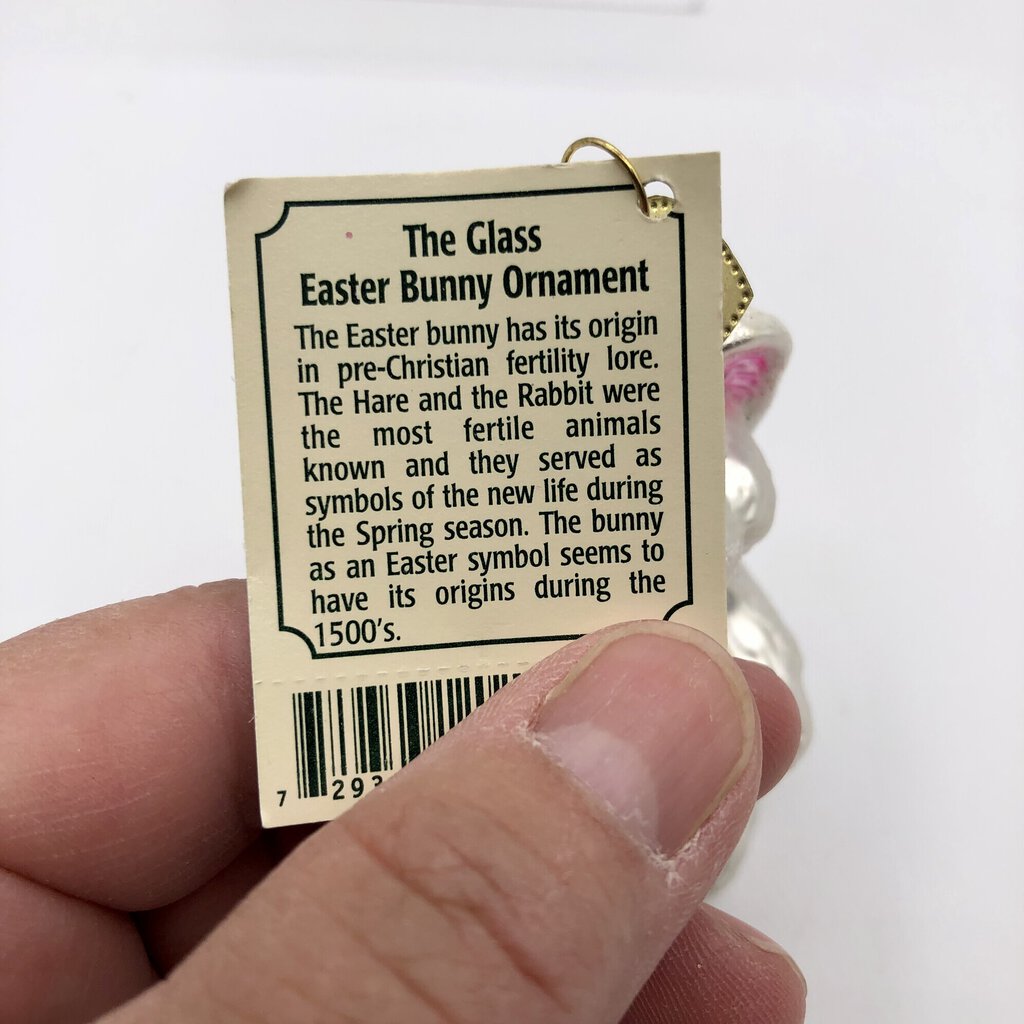 The Glass
Easter Bunny Ornament
The Easter bunny has its origin
in pre-Christian fertility lore.
The Hare and the Rabbit were
the most fertile animals
known and they served as
symbols of the new life during
the Spring season. The bunny
as an Easter symbol seems to
have its origins during the
1500's.
7 293